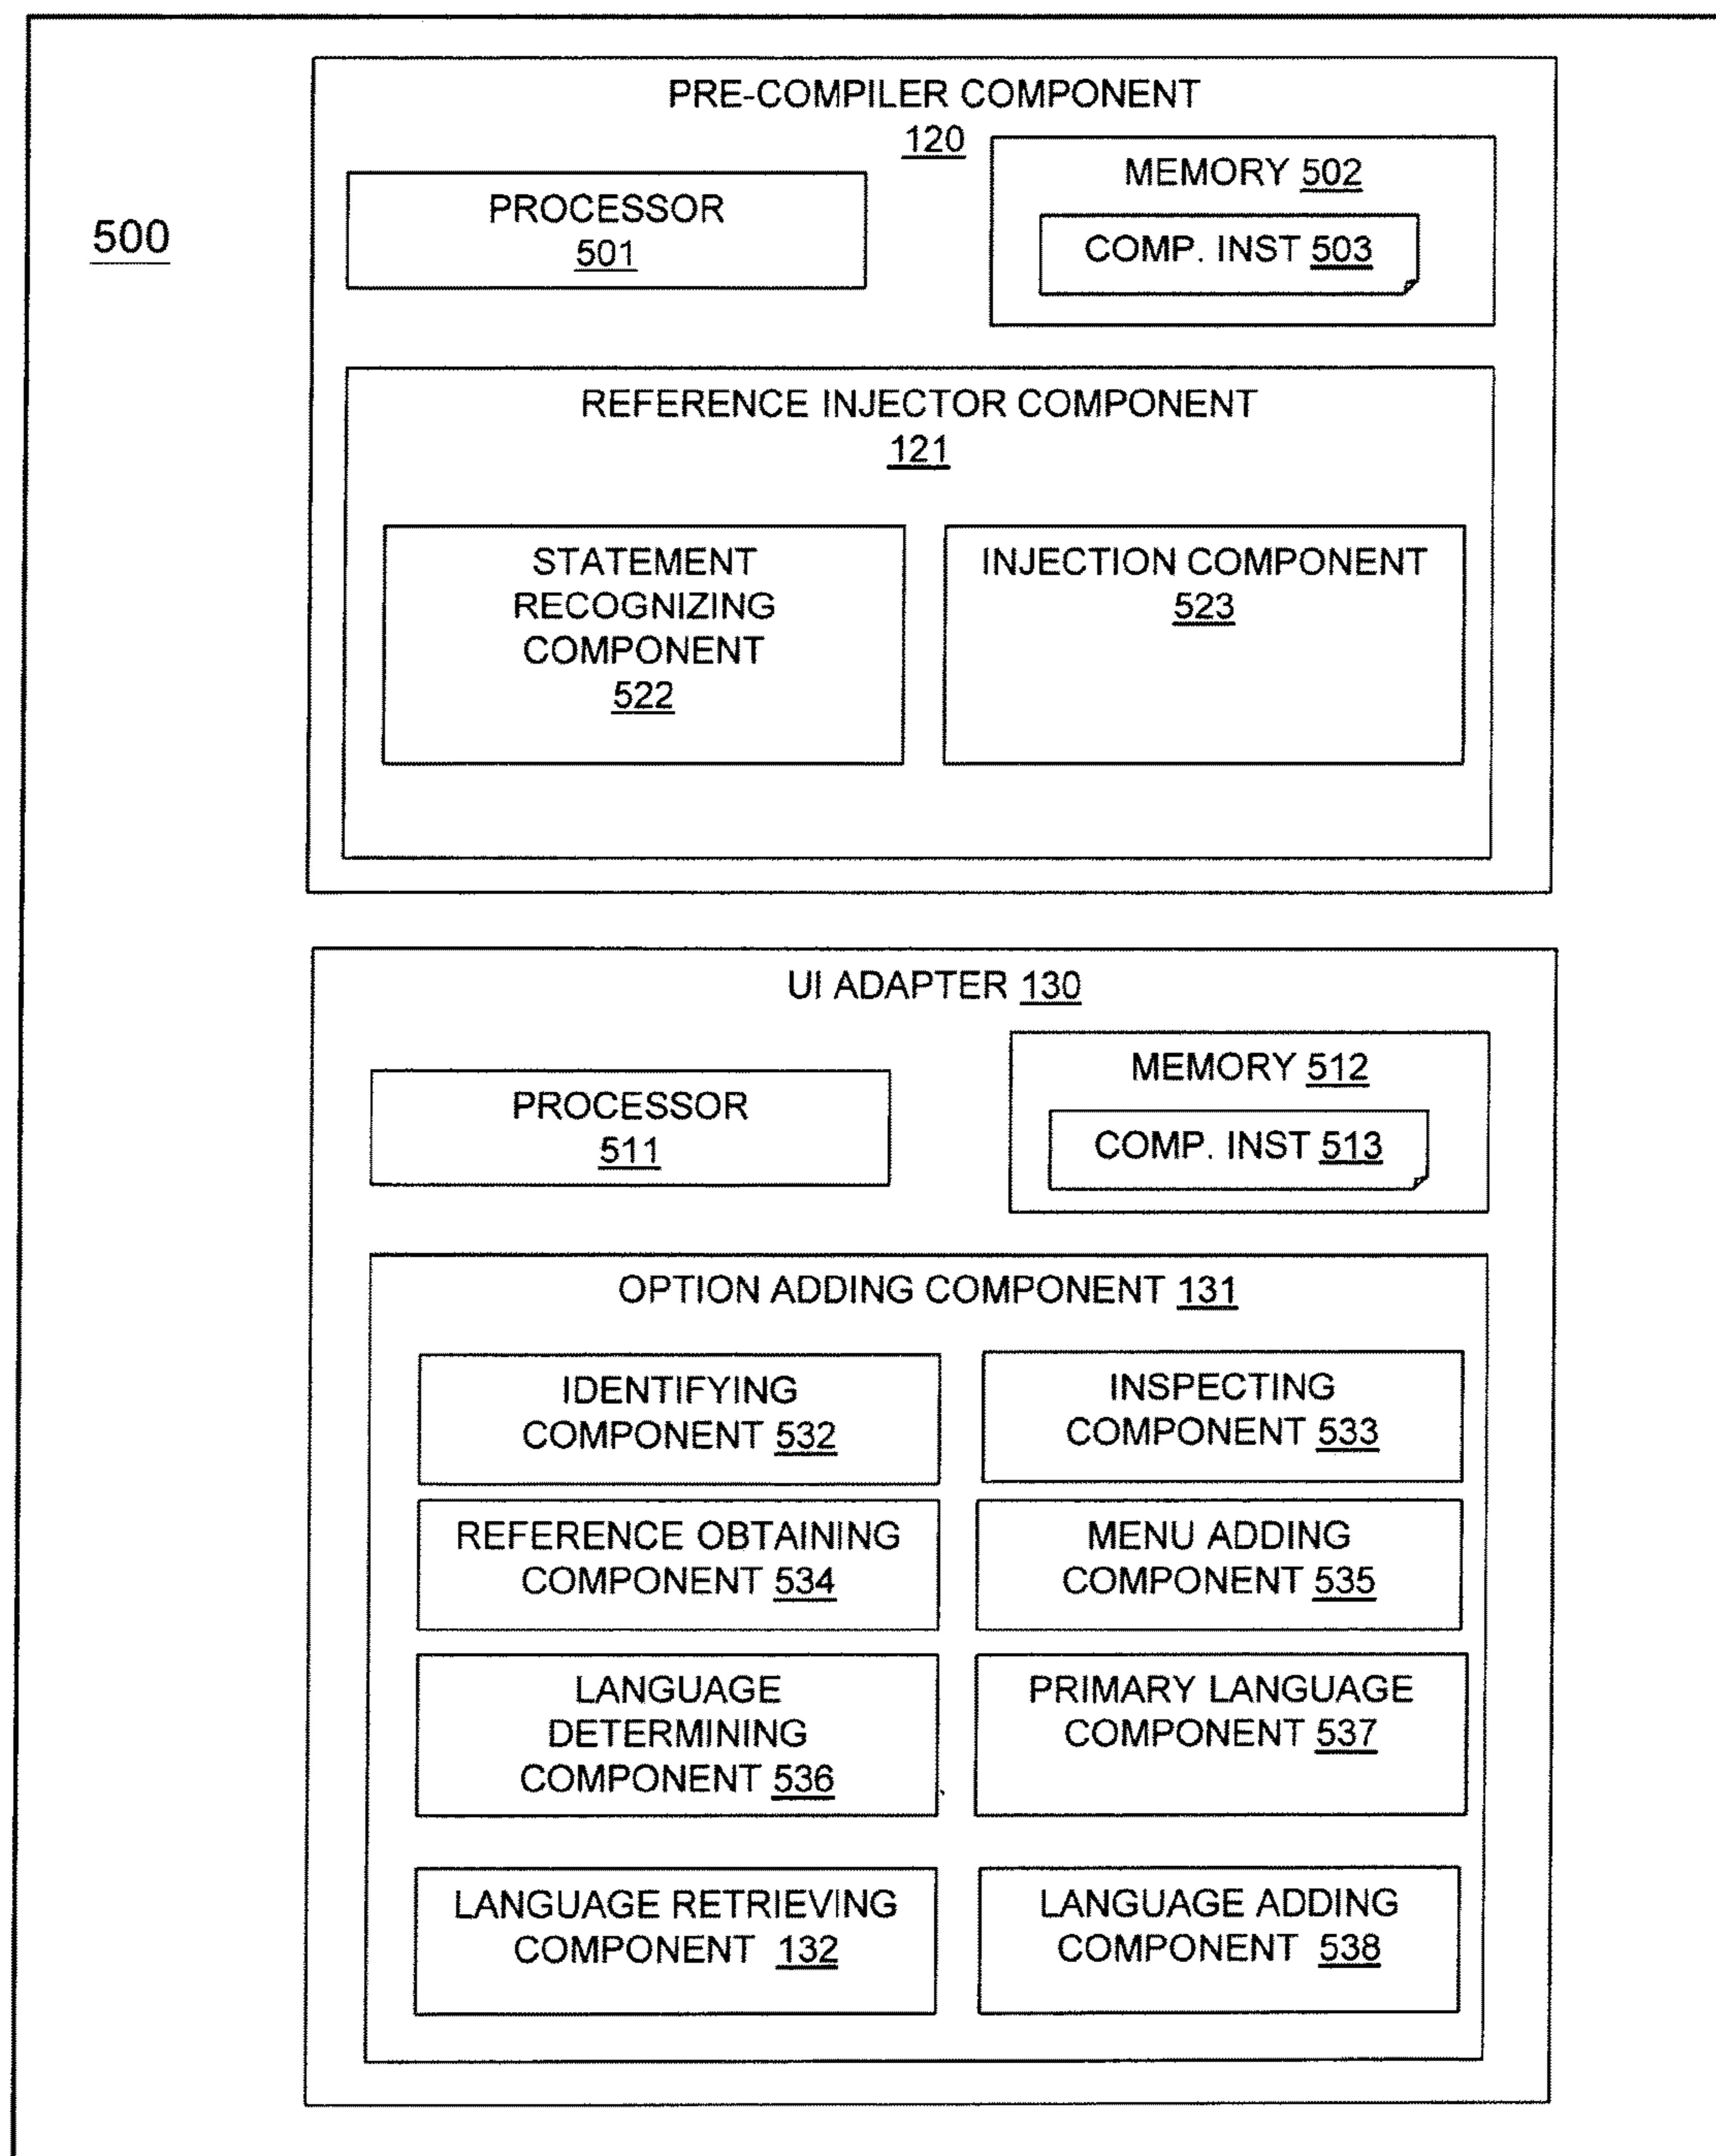 PRE-COMPILER COMPONENT
120
500
PROCESSOR
501
MEMORY 502
COMP. INST 503
REFERENCE INJECTOR COMPONENT
121
STATEMENT
RECOGNIZING
COMPONENT
522
INJECTION COMPONENT
523
UI ADAPTER 130
PROCESSOR
511
MEMORY 512
COMP. INST 513
OPTION ADDING COMPONENT 131
IDENTIFYING
COMPONENT 532
INSPECTING
COMPONENT 533
REFERENCE OBTAINING
COMPONENT 534
MENU ADDING
COMPONENT 535
LANGUAGE
DETERMINING
COMPONENT 536
PRIMARY LANGUAGE
COMPONENT 537
LANGUAGE RETRIEVING
COMPONENT 132
LANGUAGE ADDING
COMPONENT 538